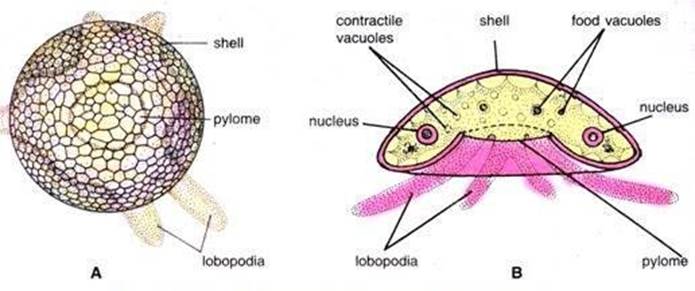 shell
pylome
lobopodia
A
contractile
vacuoles
shell
food vacuoles
nucleus
nucleus
lobopodia
pylome
B